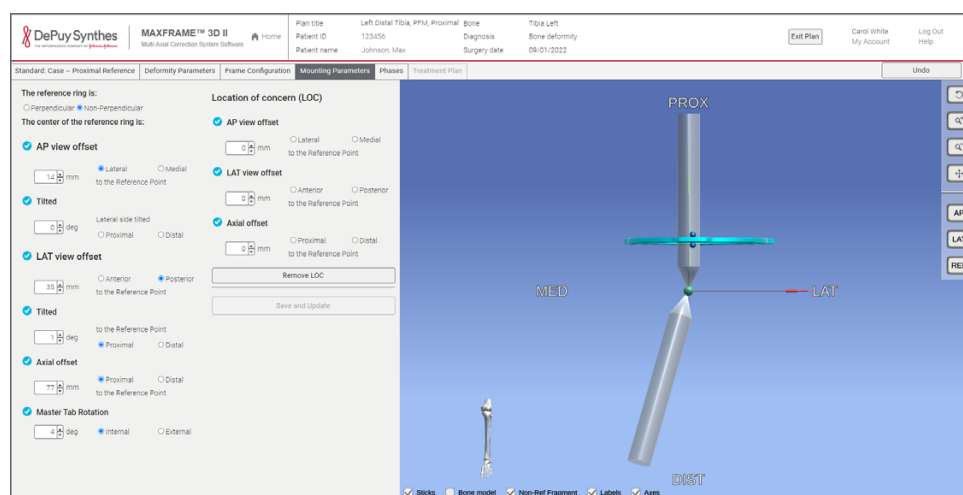 DePuy Synthes
THE ORTHOPAEDICS COMPANY OF Johnson & Johnson
MAXFRAME™ 3D II
Multi-Axial Correction System Software
Home
Plan title Left Distal Tibia, PFM, Proximal
Patient ID 123456
Patient name Johnson, Max
Bone Tibia Left
Diagnosis Bone deformity
Surgery date 09/01/2022
Exit Plan
Carol White
My Account
Log Out
Help
Standard: Case – Proximal Reference Deformity Parameters Frame Configuration Mounting Parameters Phases Treatment Plan Undo
The reference ring is:
Perpendicular Non-Perpendicular
The center of the reference ring is:
AP view offset
14 mm Lateral Medial
to the Reference Point
Tilted
Lateral side tilted
0 deg Proximal Distal
LAT view offset
35 mm Anterior Posterior
to the Reference Point
Tilted
to the Reference Point
1 deg Proximal Distal
Axial offset
77 mm Proximal Distal
to the Reference Point
Master Tab Rotation
4 deg Internal External
Location of concern (LOC)
AP view offset
0 mm Lateral Medial
to the Reference Point
LAT view offset
0 mm Anterior Posterior
to the Reference Point
Axial offset
0 mm Proximal Distal
to the Reference Point
Remove LOC
Save and Update
PROX
MED
LAT
DIST
AP
LAT
Sticks Bone model Non-Ref Fragment Labels Axes